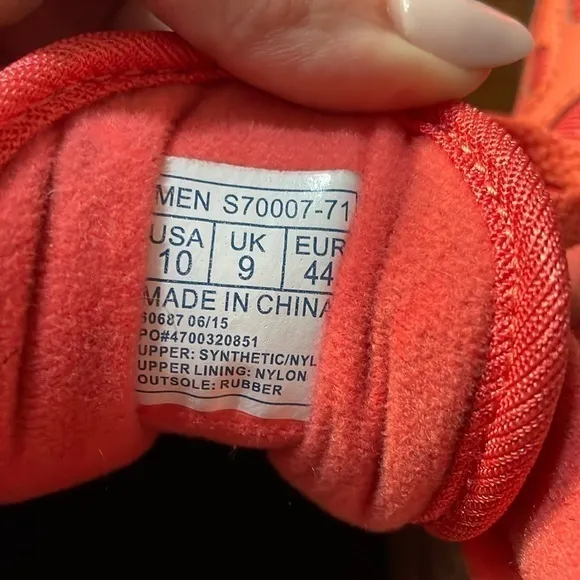 MEN S70007-71
USA UK EUR
10 9 44
MADE IN CHINA
60687 06/15
PO#4700320851
UPPER: SYNTHETIC/NYL
UPPER LINING: NYLON
OUTSOLE: RUBBER